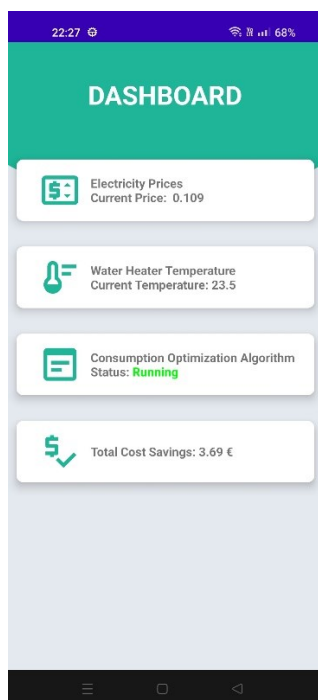 22:27 68%
DASHBOARD
Electricity Prices
Current Price: 0.109
Water Heater Temperature
Current Temperature: 23.5
Consumption Optimization Algorithm
Status: Running
Total Cost Savings: 3.69 €